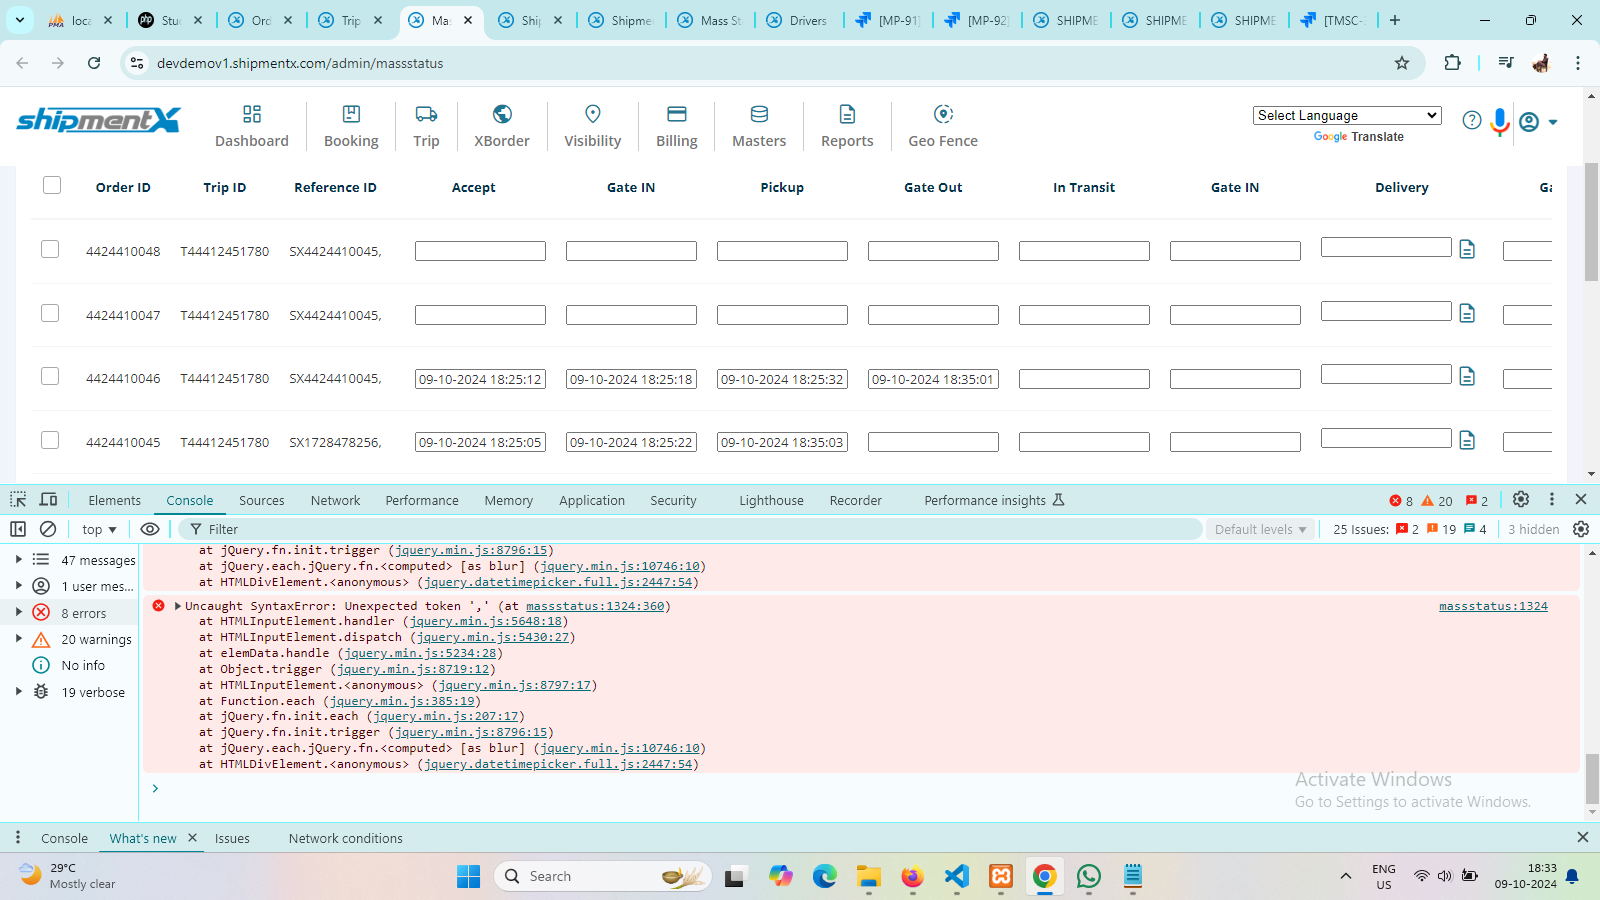 loca
Stu
Ord
Trip
Mas
Ship
Shipme
Mass St
Drivers
[MP-91]
[MP-92]
SHIPME
SHIPME
SHIPME
[TMSC-
devdemov1.shipmentx.com/admin/massstatus
shipmentX
Dashboard
Booking
Trip
XBorder
Visibility
Billing
Masters
Reports
Geo Fence
Select Language
Google Translate
Order ID Trip ID Reference ID Accept Gate IN Pickup Gate Out In Transit Gate IN Delivery Ga
4424410048 T44412451780 SX4424410045,
4424410047 T44412451780 SX4424410045,
4424410046 T44412451780 SX4424410045, 09-10-2024 18:25:12 09-10-2024 18:25:18 09-10-2024 18:25:32 09-10-2024 18:35:01
4424410045 T44412451780 SX1728478256, 09-10-2024 18:25:05 09-10-2024 18:25:22 09-10-2024 18:35:03
Elements Console Sources Network Performance Memory Application Security Lighthouse Recorder Performance insights 8 20 2
top Filter Default levels 25 Issues: 2 19 4 3 hidden
47 messages
1 user mes...
8 errors
20 warnings
No info
19 verbose
at jQuery.fn.init.trigger (jquery.min.js:8796:15)
at jQuery.each.jQuery.fn.<computed> [as blur] (jquery.min.js:10746:10)
at HTMLDivElement.<anonymous> (jquery.datetimepicker.full.js:2447:54)
Uncaught SyntaxError: Unexpected token ',' (at massstatus:1324:360) massstatus:1324
at HTMLInputElement.handler (jquery.min.js:5648:18)
at HTMLInputElement.dispatch (jquery.min.js:5430:27)
at elemData.handle (jquery.min.js:5234:28)
at Object.trigger (jquery.min.js:8719:12)
at HTMLInputElement.<anonymous> (jquery.min.js:8797:17)
at Function.each (jquery.min.js:385:19)
at jQuery.fn.init.each (jquery.min.js:207:17)
at jQuery.fn.init.trigger (jquery.min.js:8796:15)
at jQuery.each.jQuery.fn.<computed> [as blur] (jquery.min.js:10746:10)
at HTMLDivElement.<anonymous> (jquery.datetimepicker.full.js:2447:54)
Activate Windows
Go to Settings to activate Windows.
Console What's new Issues Network conditions
29°C
Mostly clear
Search
ENG
US
18:33
09-10-2024